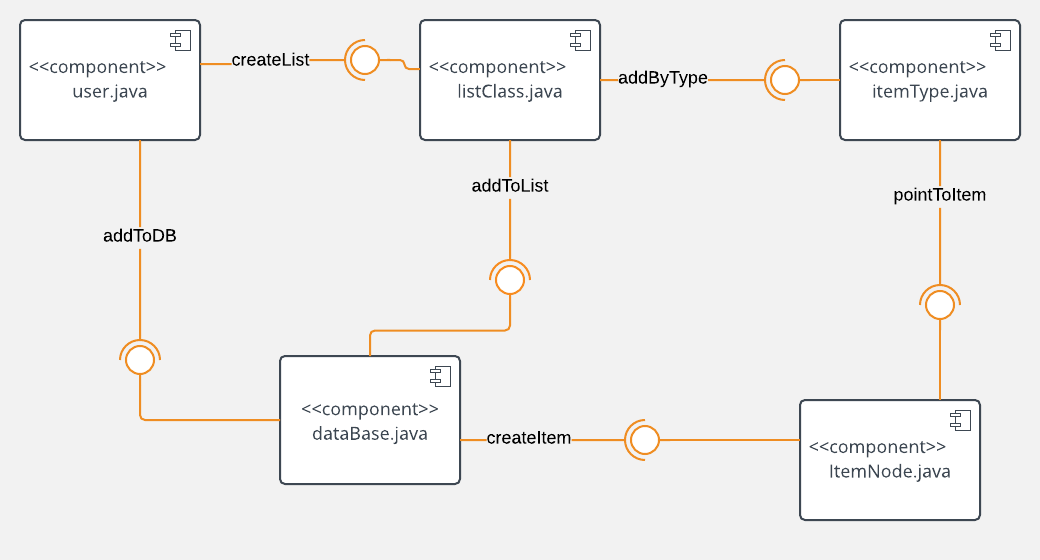 <<component>>
user.java
createList
<<component>>
listClass.java
addByType
<<component>>
itemType.java
addToList
pointToItem
addToDB
<<component>>
dataBase.java
createItem
<<component>>
ItemNode.java